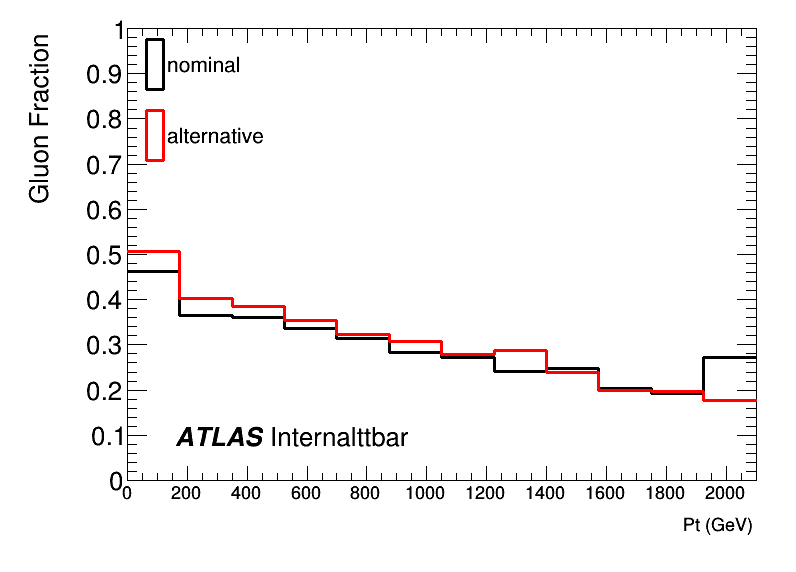 Gluon Fraction
1
0.9
0.8
0.7
0.6
0.5
0.4
0.3
0.2
0.1
0
nominal
alternative
ATLAS Internalttbar
0 200 400 600 800 1000 1200 1400 1600 1800 2000
Pt (GeV)